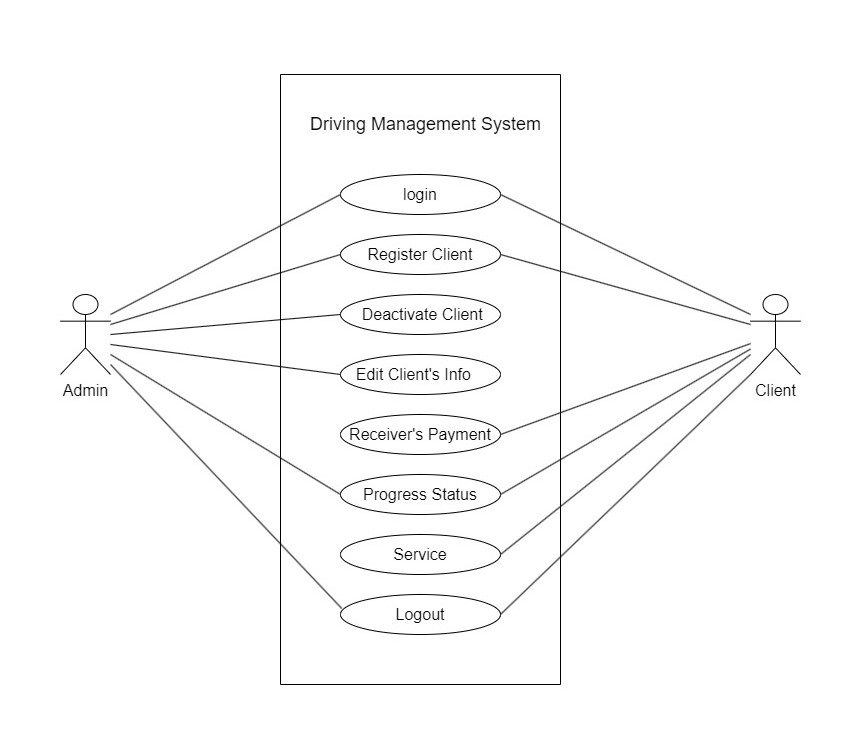 Driving Management System
login
Register Client
Deactivate Client
Edit Client's Info
Receiver's Payment
Progress Status
Service
Logout
Admin
Client